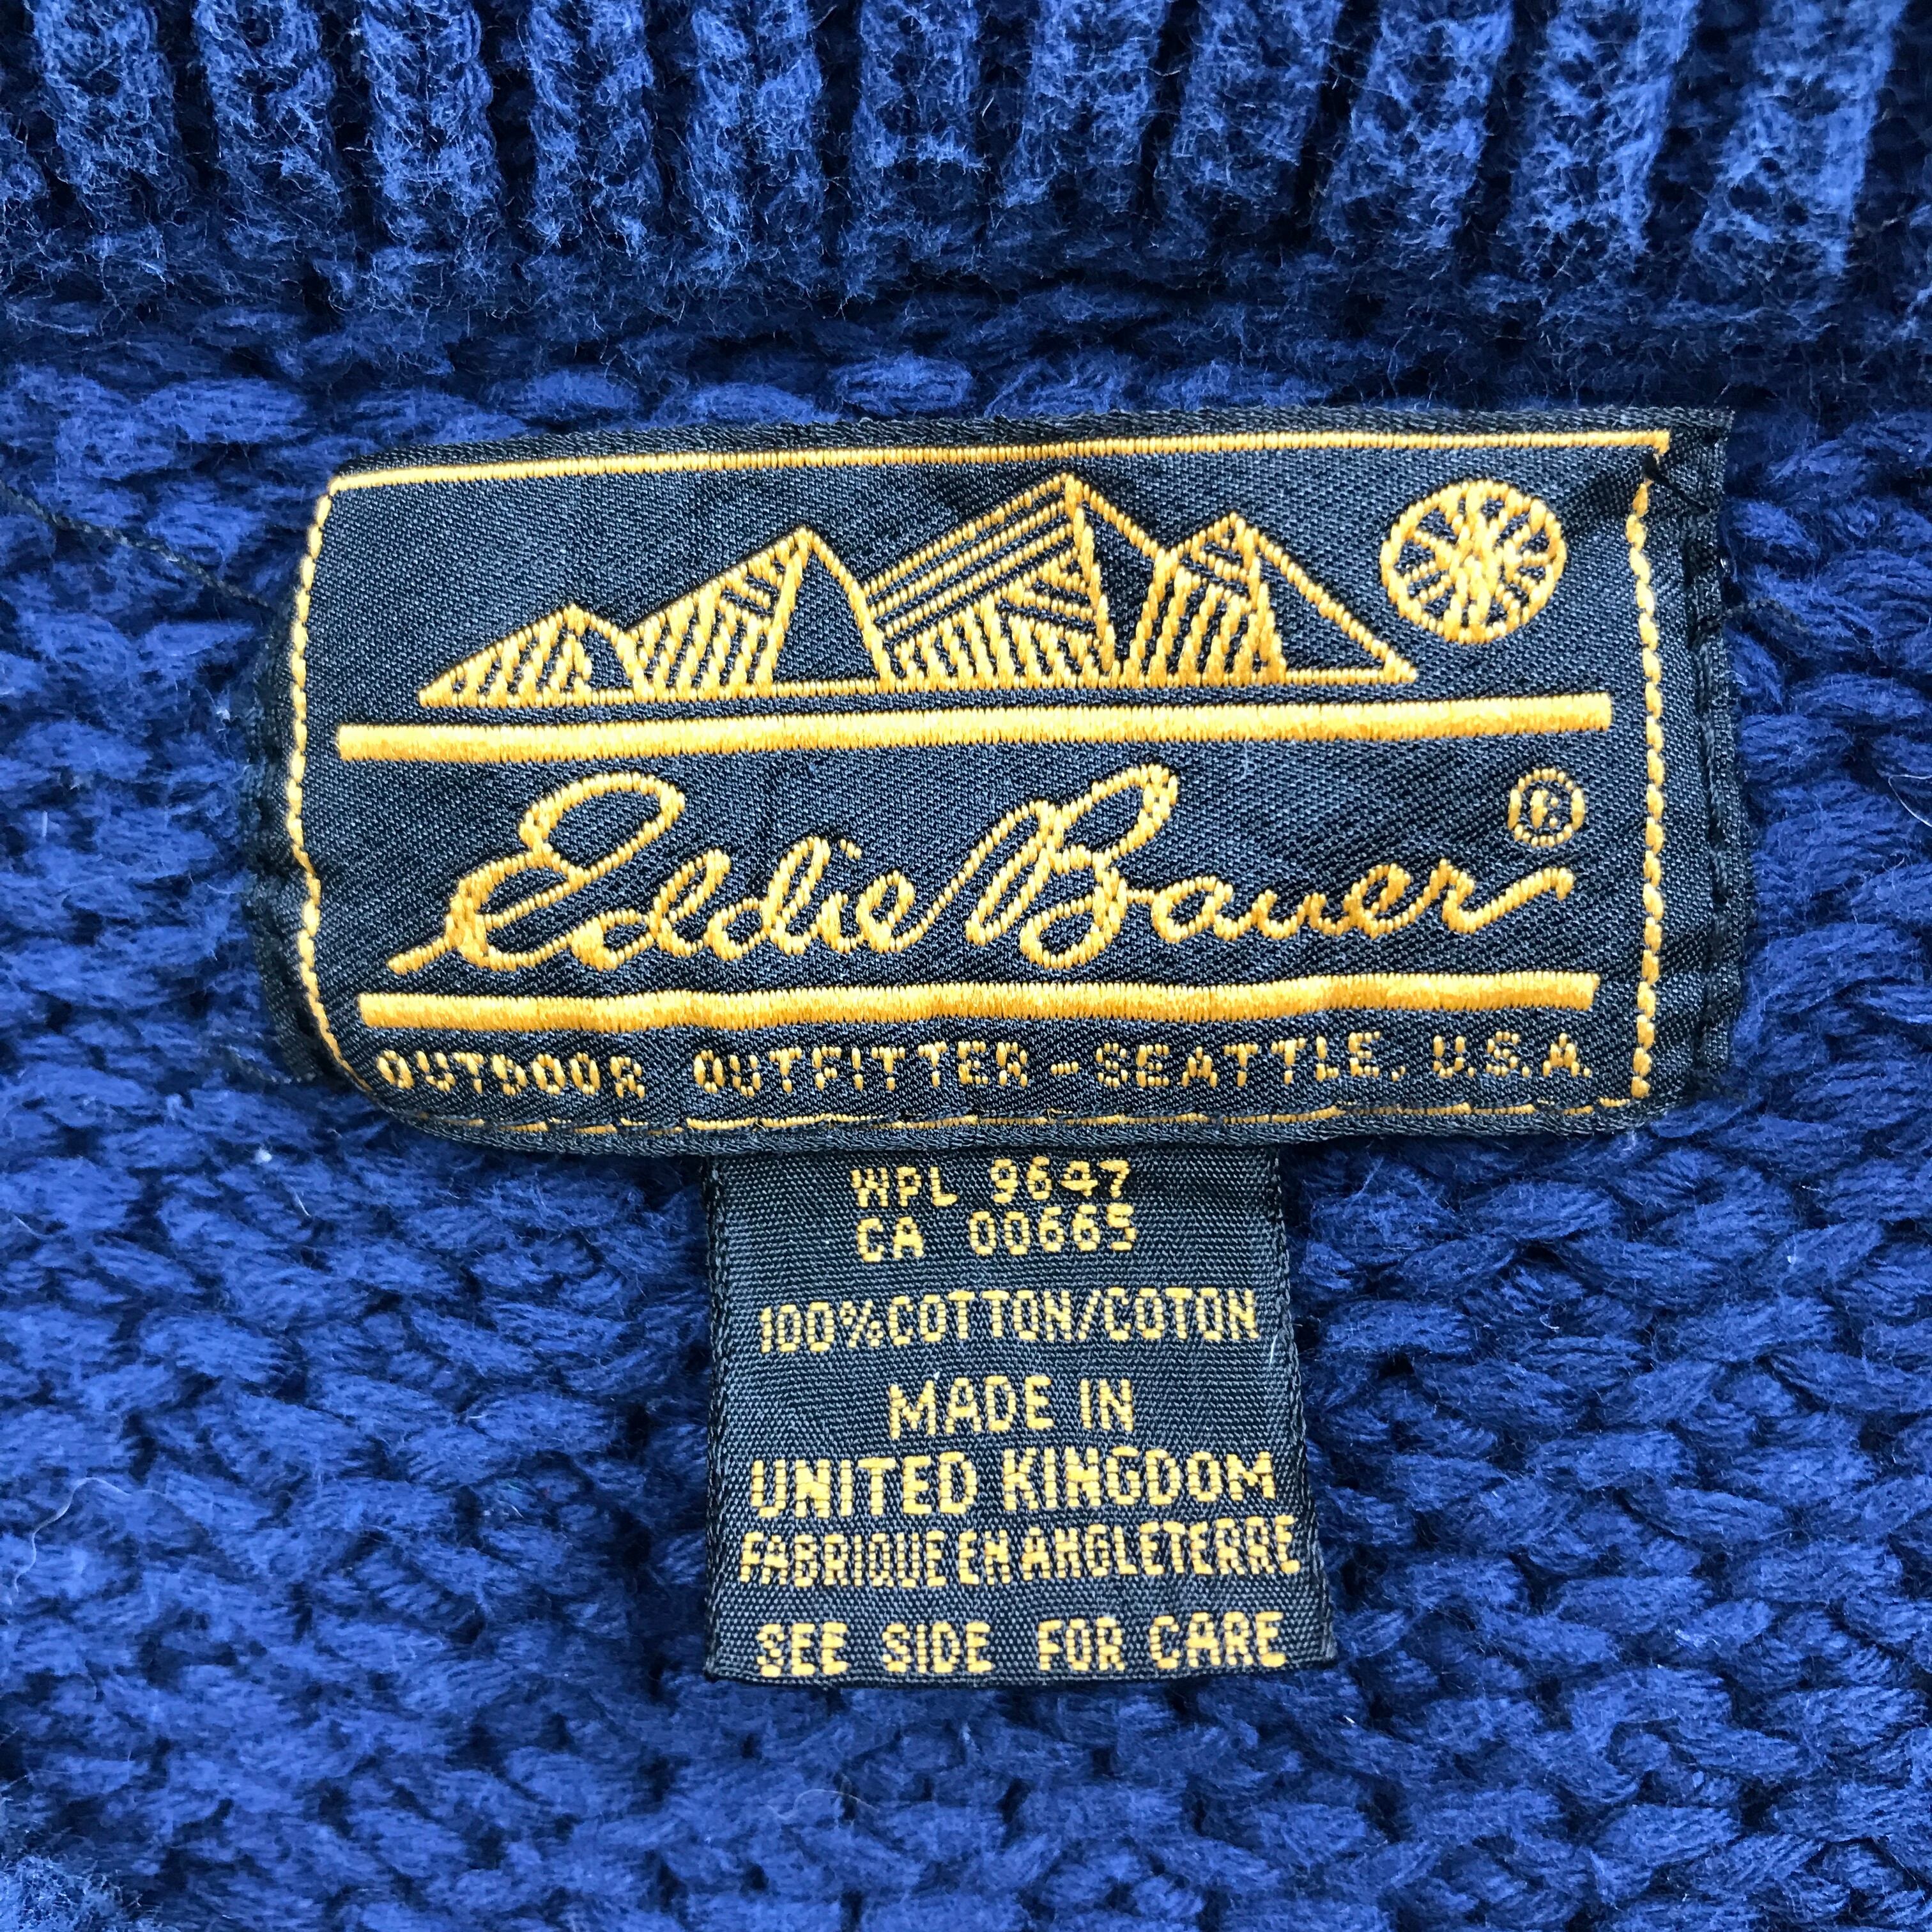 Eddie Bauer ®
OUTDOOR OUTFITTER - SEATTLE, U.S.A.
WPL 9647
CA 00665
100% COTTON/COTON
MADE IN
UNITED KINGDOM
FABRIQUE EN ANGLETERRE
SEE SIDE FOR CARE